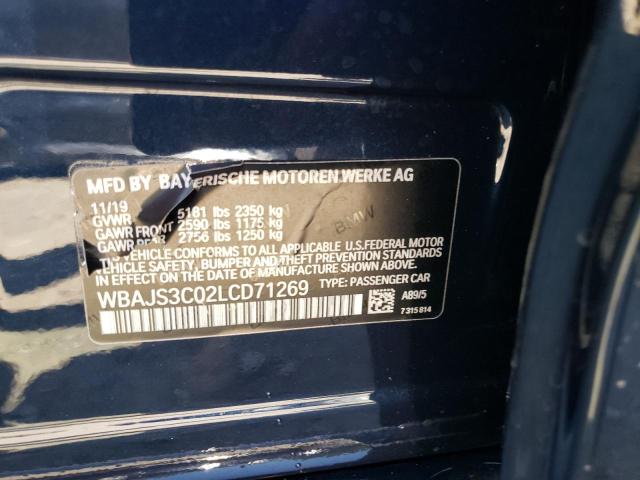 MFD BY BAYERISCHE MOTOREN WERKE AG
11/19
GVWR 5181 lbs 2350 kg
GAWR FRONT 2590 lbs 1175 kg
GAWR REAR 2756 lbs 1250 kg
THIS VEHICLE CONFORMS TO ALL APPLICABLE U.S.FEDERAL MOTOR
VEHICLE SAFETY, BUMPER AND THEFT PREVENTION STANDARDS
IN EFFECT ON THE DATE OF MANUFACTURE SHOWN ABOVE.
WBAJS3C02LCD71269 TYPE: PASSENGER CAR
A89/5
7 315 814
BMW